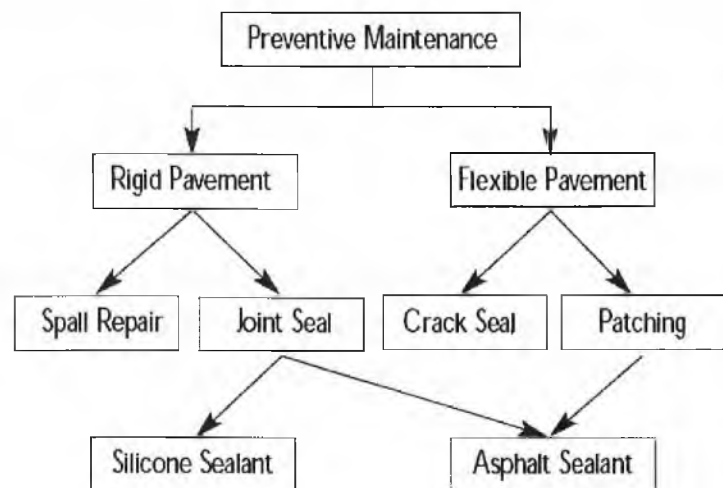 Preventive Maintenance
Rigid Pavement
Flexible Pavement
Spall Repair
Joint Seal
Crack Seal
Patching
Silicone Sealant
Asphalt Sealant